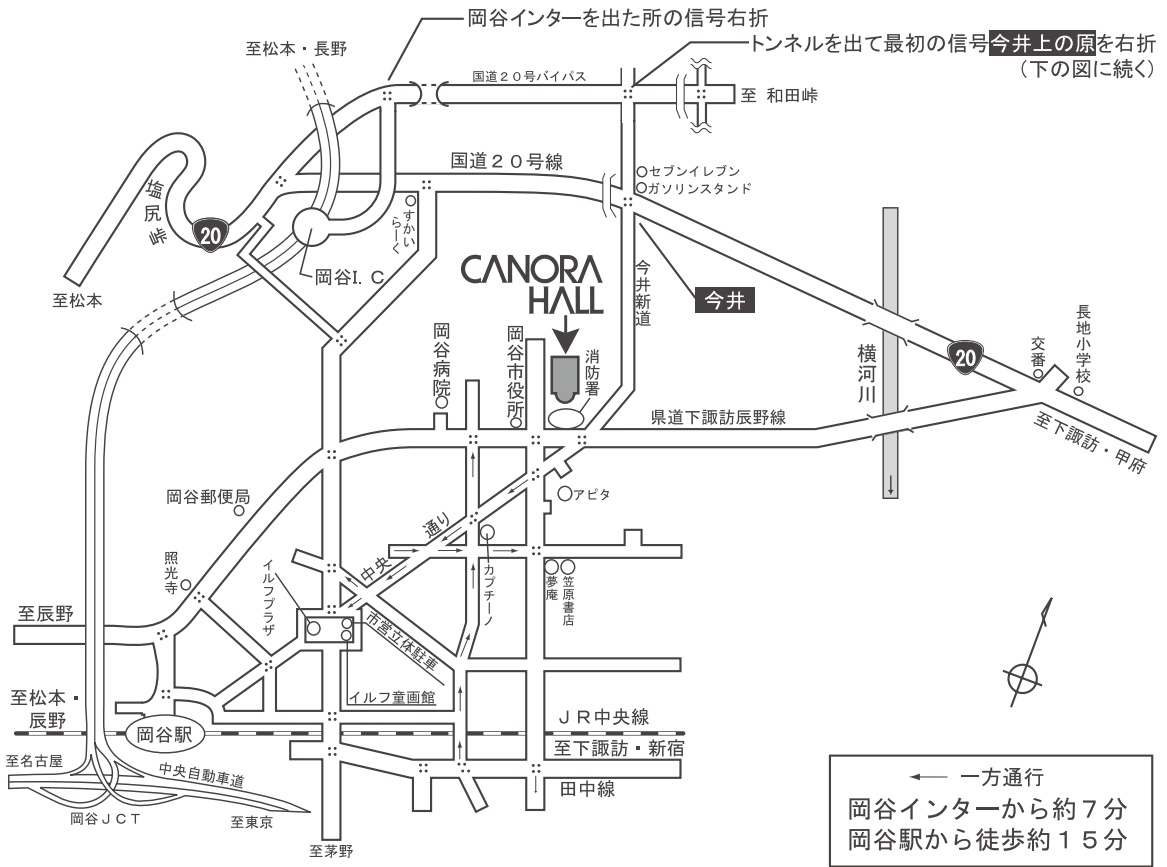 岡谷インターを出た所の信号右折
トンネルを出て最初の信号今井上の原を右折
(下の図に続く)
至松本・長野
国道20号バイパス
至 和田峠
国道20号線
セブンイレブン
ガソリンスタンド
塩尻峠
20
すかいらーく
岡谷I.C
至松本
CANORA
HALL
今井新道
今井
岡谷病院
岡谷市役所
消防署
横河川
20
交番
長地小学校
県道下諏訪辰野線
至下諏訪・甲府
岡谷郵便局
アピタ
中央通り
照光寺
イルフプラザ
カプチーノ
夢庵
笠原書店
至辰野
市営立体駐車
イルフ童画館
至松本・
辰野
岡谷駅
JR中央線
至下諏訪・新宿
至名古屋
中央自動車道
田中線
岡谷JCT
至東京
至茅野
一方通行
岡谷インターから約7分
岡谷駅から徒歩約15分